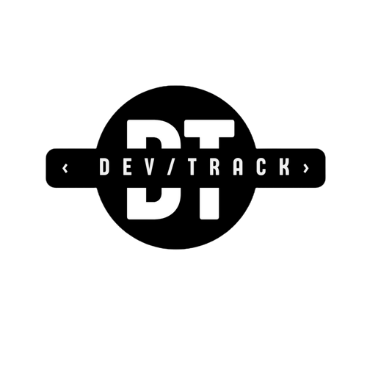 DT
‹ DEV/TRACK ›